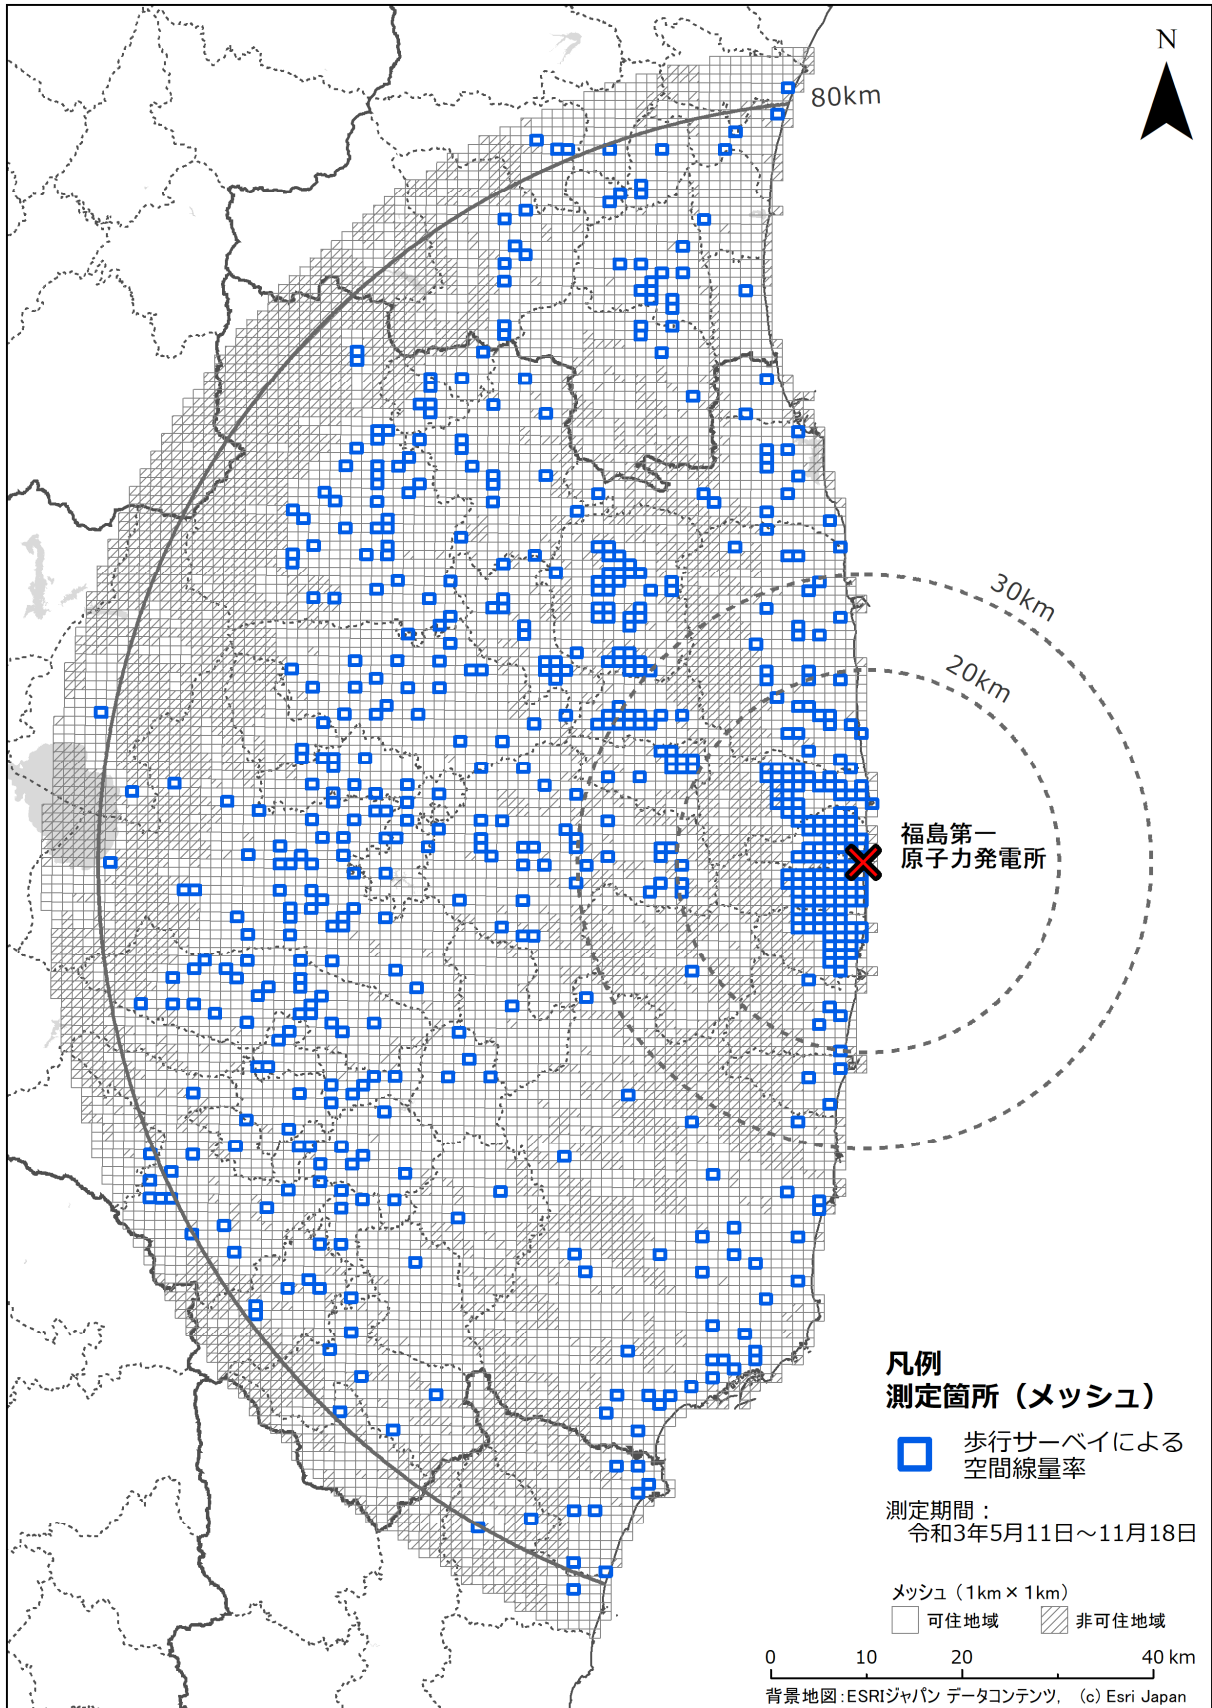 N
80km
30km
20km
福島第一
原子力発電所
凡例
測定箇所（メッシュ）
歩行サーベイによる
空間線量率
測定期間：
令和3年5月11日～11月18日
メッシュ（1km×1km）
可住地域 非可住地域
0 10 20 40 km
背景地図：ESRIジャパン データコンテンツ, (c) Esri Japan